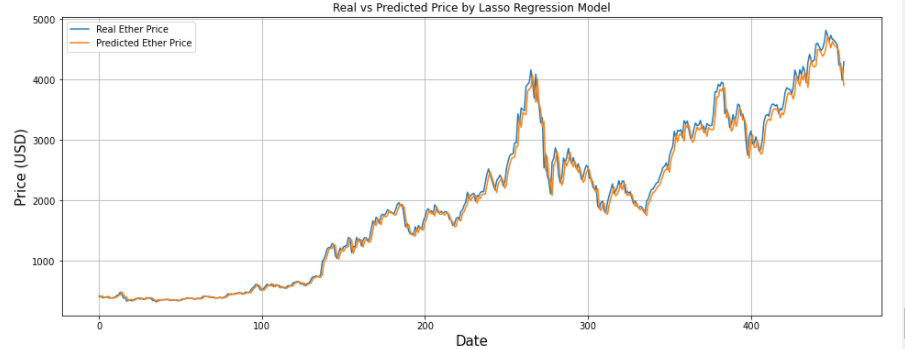 Real vs Predicted Price by Lasso Regression Model
5000
Real Ether Price
Predicted Ether Price
4000
3000
2000
1000
Price (USD)
0 100 200 300 400
Date